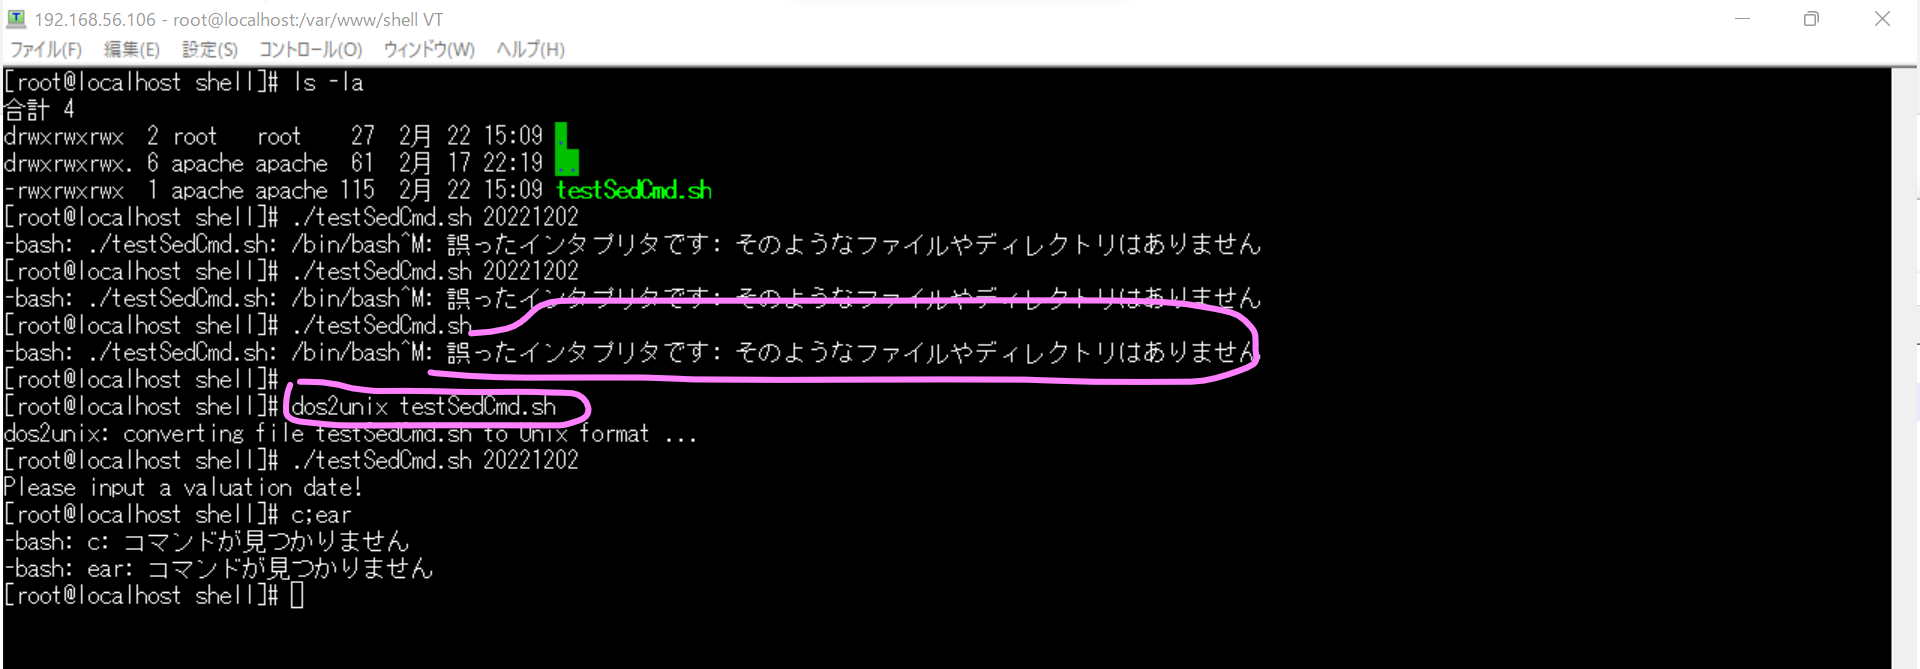 192.168.56.106 - root@localhost:/var/www/shell VT
ファイル(F) 編集(E) 設定(S) コントロール(O) ウィンドウ(W) ヘルプ(H)
[root@localhost shell]# ls -la
合計 4
drwxrwxrwx  2 root   root    27  2月 22 15:09 .
drwxrwxrwx. 6 apache apache  61  2月 17 22:19 ..
-rwxrwxrwx  1 apache apache 115  2月 22 15:09 testSedCmd.sh
[root@localhost shell]# ./testSedCmd.sh 20221202
-bash: ./testSedCmd.sh: /bin/bash^M: 誤ったインタプリタです: そのようなファイルやディレクトリはありません
[root@localhost shell]# ./testSedCmd.sh 20221202
-bash: ./testSedCmd.sh: /bin/bash^M: 誤ったインタプリタです: そのようなファイルやディレクトリはありません
[root@localhost shell]# ./testSedCmd.sh
-bash: ./testSedCmd.sh: /bin/bash^M: 誤ったインタプリタです: そのようなファイルやディレクトリはありません
[root@localhost shell]#
[root@localhost shell]# dos2unix testSedCmd.sh
dos2unix: converting file testSedCmd.sh to Unix format ...
[root@localhost shell]# ./testSedCmd.sh 20221202
Please input a valuation date!
[root@localhost shell]# c;ear
-bash: c: コマンドが見つかりません
-bash: ear: コマンドが見つかりません
[root@localhost shell]#